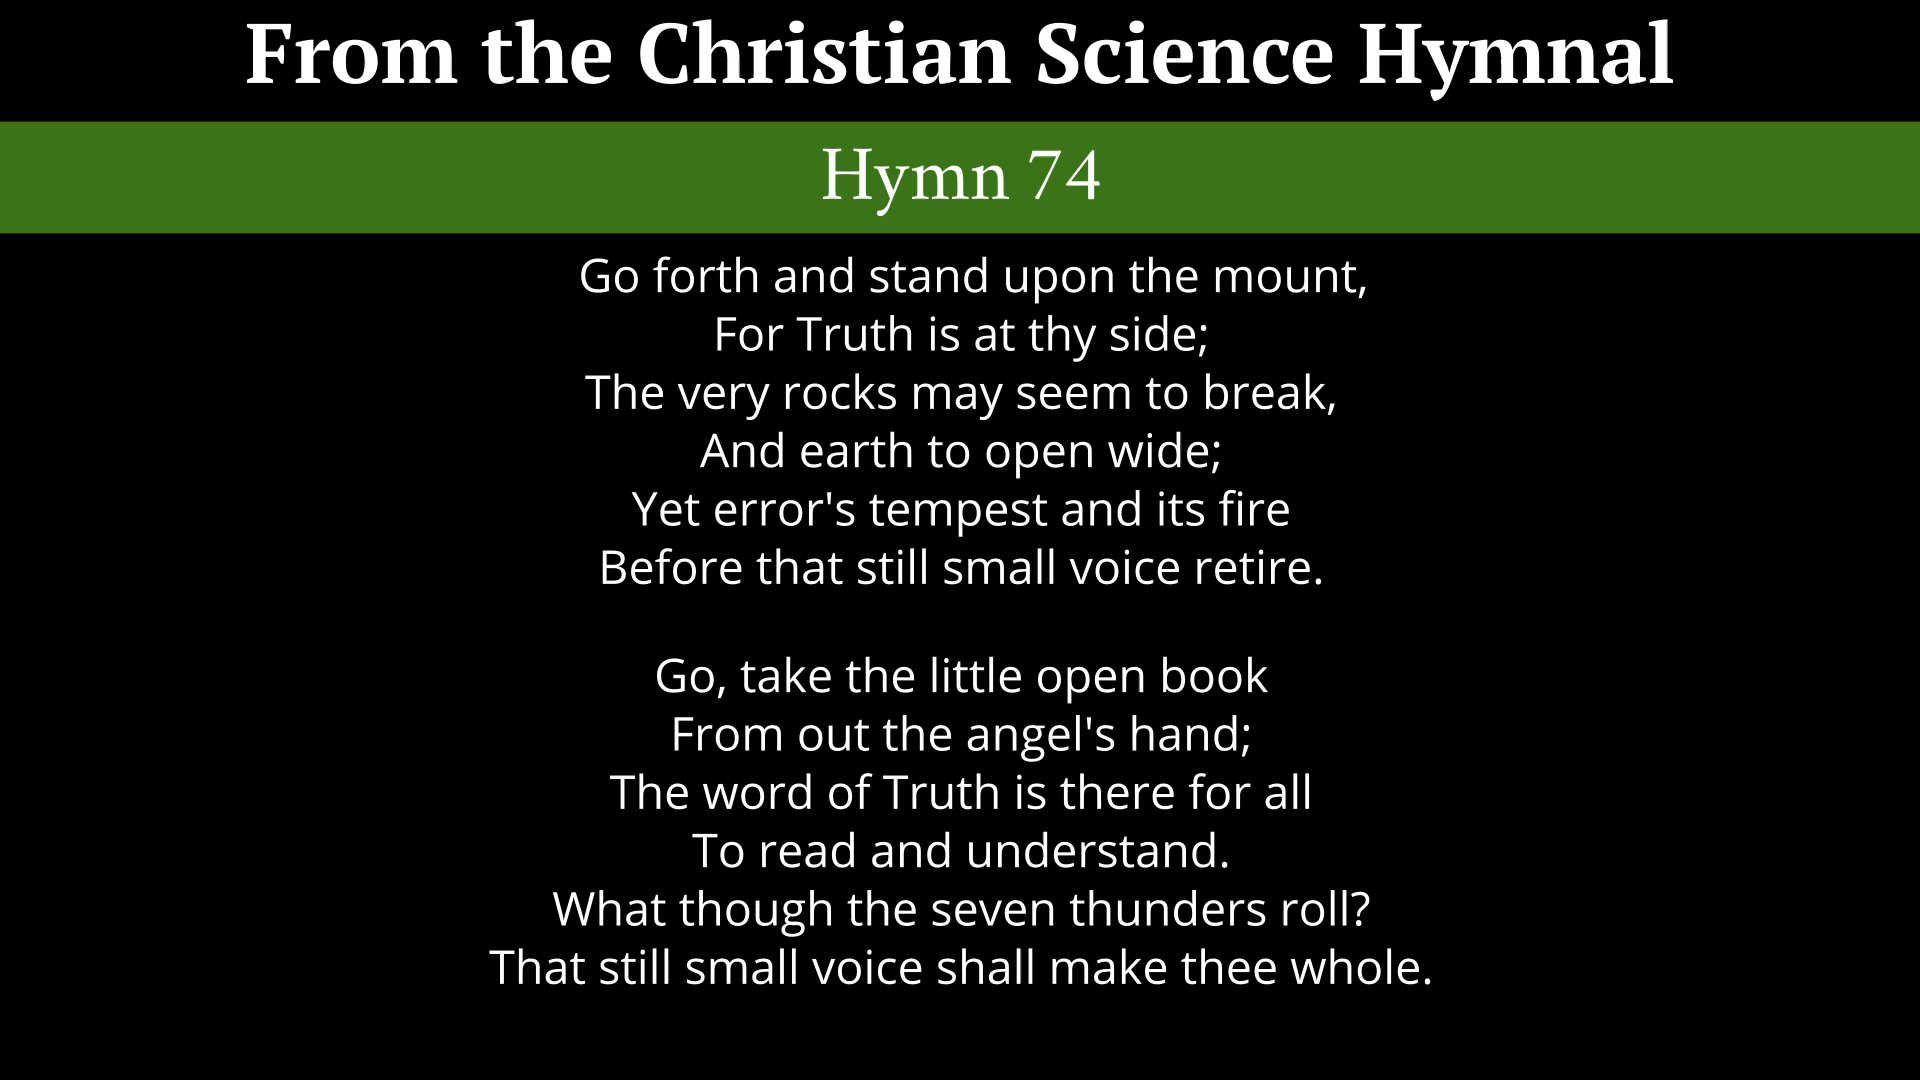 From the Christian Science Hymnal
Hymn 74
Go forth and stand upon the mount,
For Truth is at thy side;
The very rocks may seem to break,
And earth to open wide;
Yet error's tempest and its fire
Before that still small voice retire.
Go, take the little open book
From out the angel's hand;
The word of Truth is there for all
To read and understand.
What though the seven thunders roll?
That still small voice shall make thee whole.